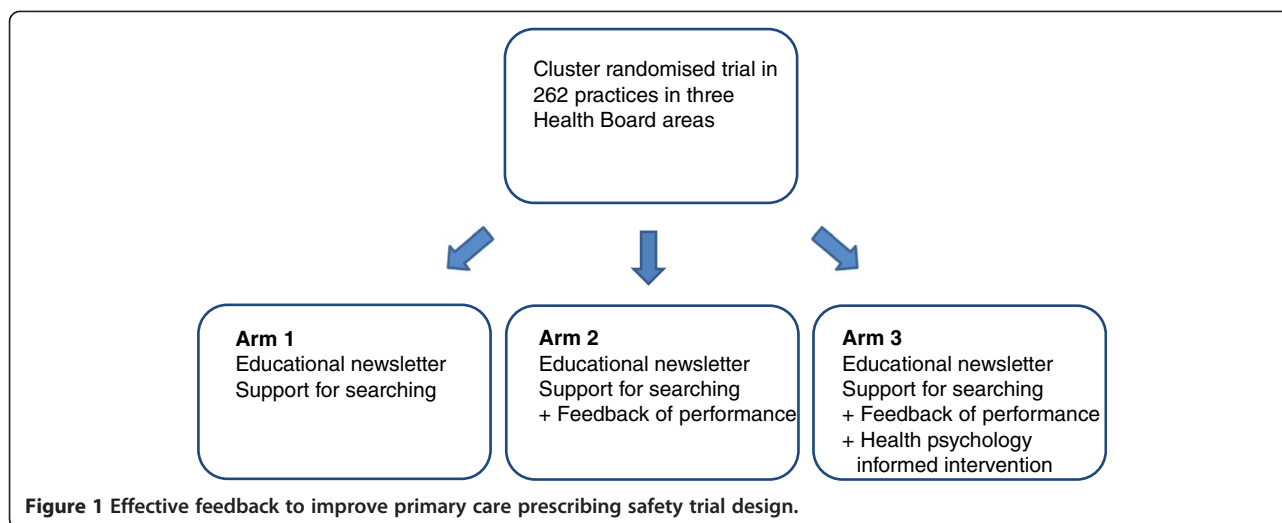 Cluster randomised trial in
262 practices in three
Health Board areas
Arm 1
Educational newsletter
Support for searching
Arm 2
Educational newsletter
Support for searching
+ Feedback of performance
Arm 3
Educational newsletter
Support for searching
+ Feedback of performance
+ Health psychology
informed intervention
Figure 1 Effective feedback to improve primary care prescribing safety trial design.